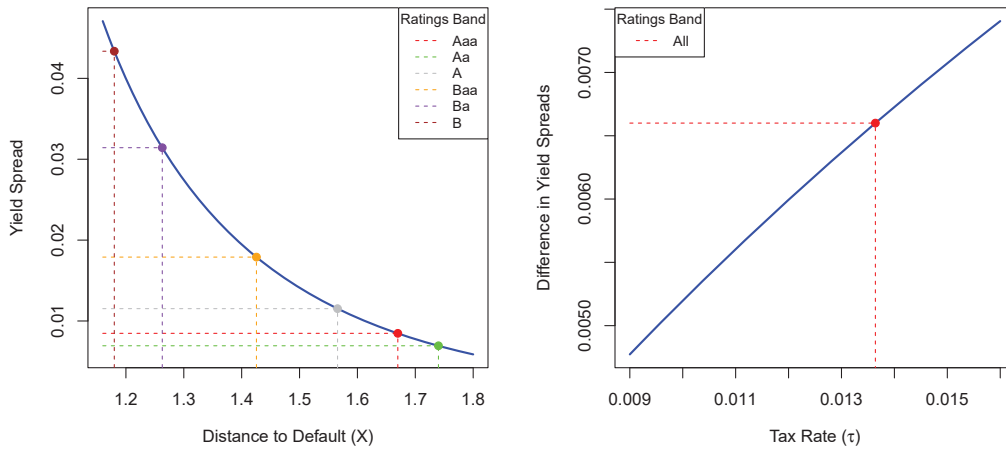 Ratings Band
Aaa
Aa
A
Baa
Ba
B
Yield Spread
0.04
0.03
0.02
0.01
1.2 1.3 1.4 1.5 1.6 1.7 1.8
Distance to Default (X)
Ratings Band
All
Difference in Yield Spreads
0.0070
0.0060
0.0050
0.009 0.011 0.013 0.015
Tax Rate (τ)